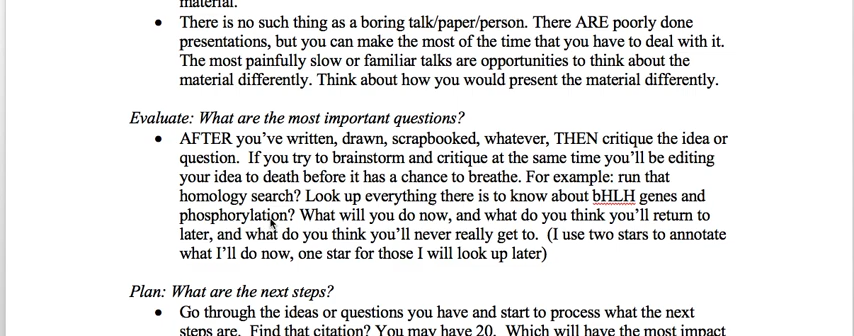 material.
• There is no such thing as a boring talk/paper/person. There ARE poorly done
presentations, but you can make the most of the time that you have to deal with it.
The most painfully slow or familiar talks are opportunities to think about the
material differently. Think about how you would present the material differently.
Evaluate: What are the most important questions?
• AFTER you’ve written, drawn, scrapbooked, whatever, THEN critique the idea or
question.  If you try to brainstorm and critique at the same time you’ll be editing
your idea to death before it has a chance to breathe. For example: run that
homology search? Look up everything there is to know about bHLH genes and
phosphorylation? What will you do now, and what do you think you’ll return to
later, and what do you think you’ll never really get to.  (I use two stars to annotate
what I’ll do now, one star for those I will look up later)
Plan: What are the next steps?
• Go through the ideas or questions you have and start to process what the next
steps are.  Find that citation? You may have 20.  Which will have the most impact